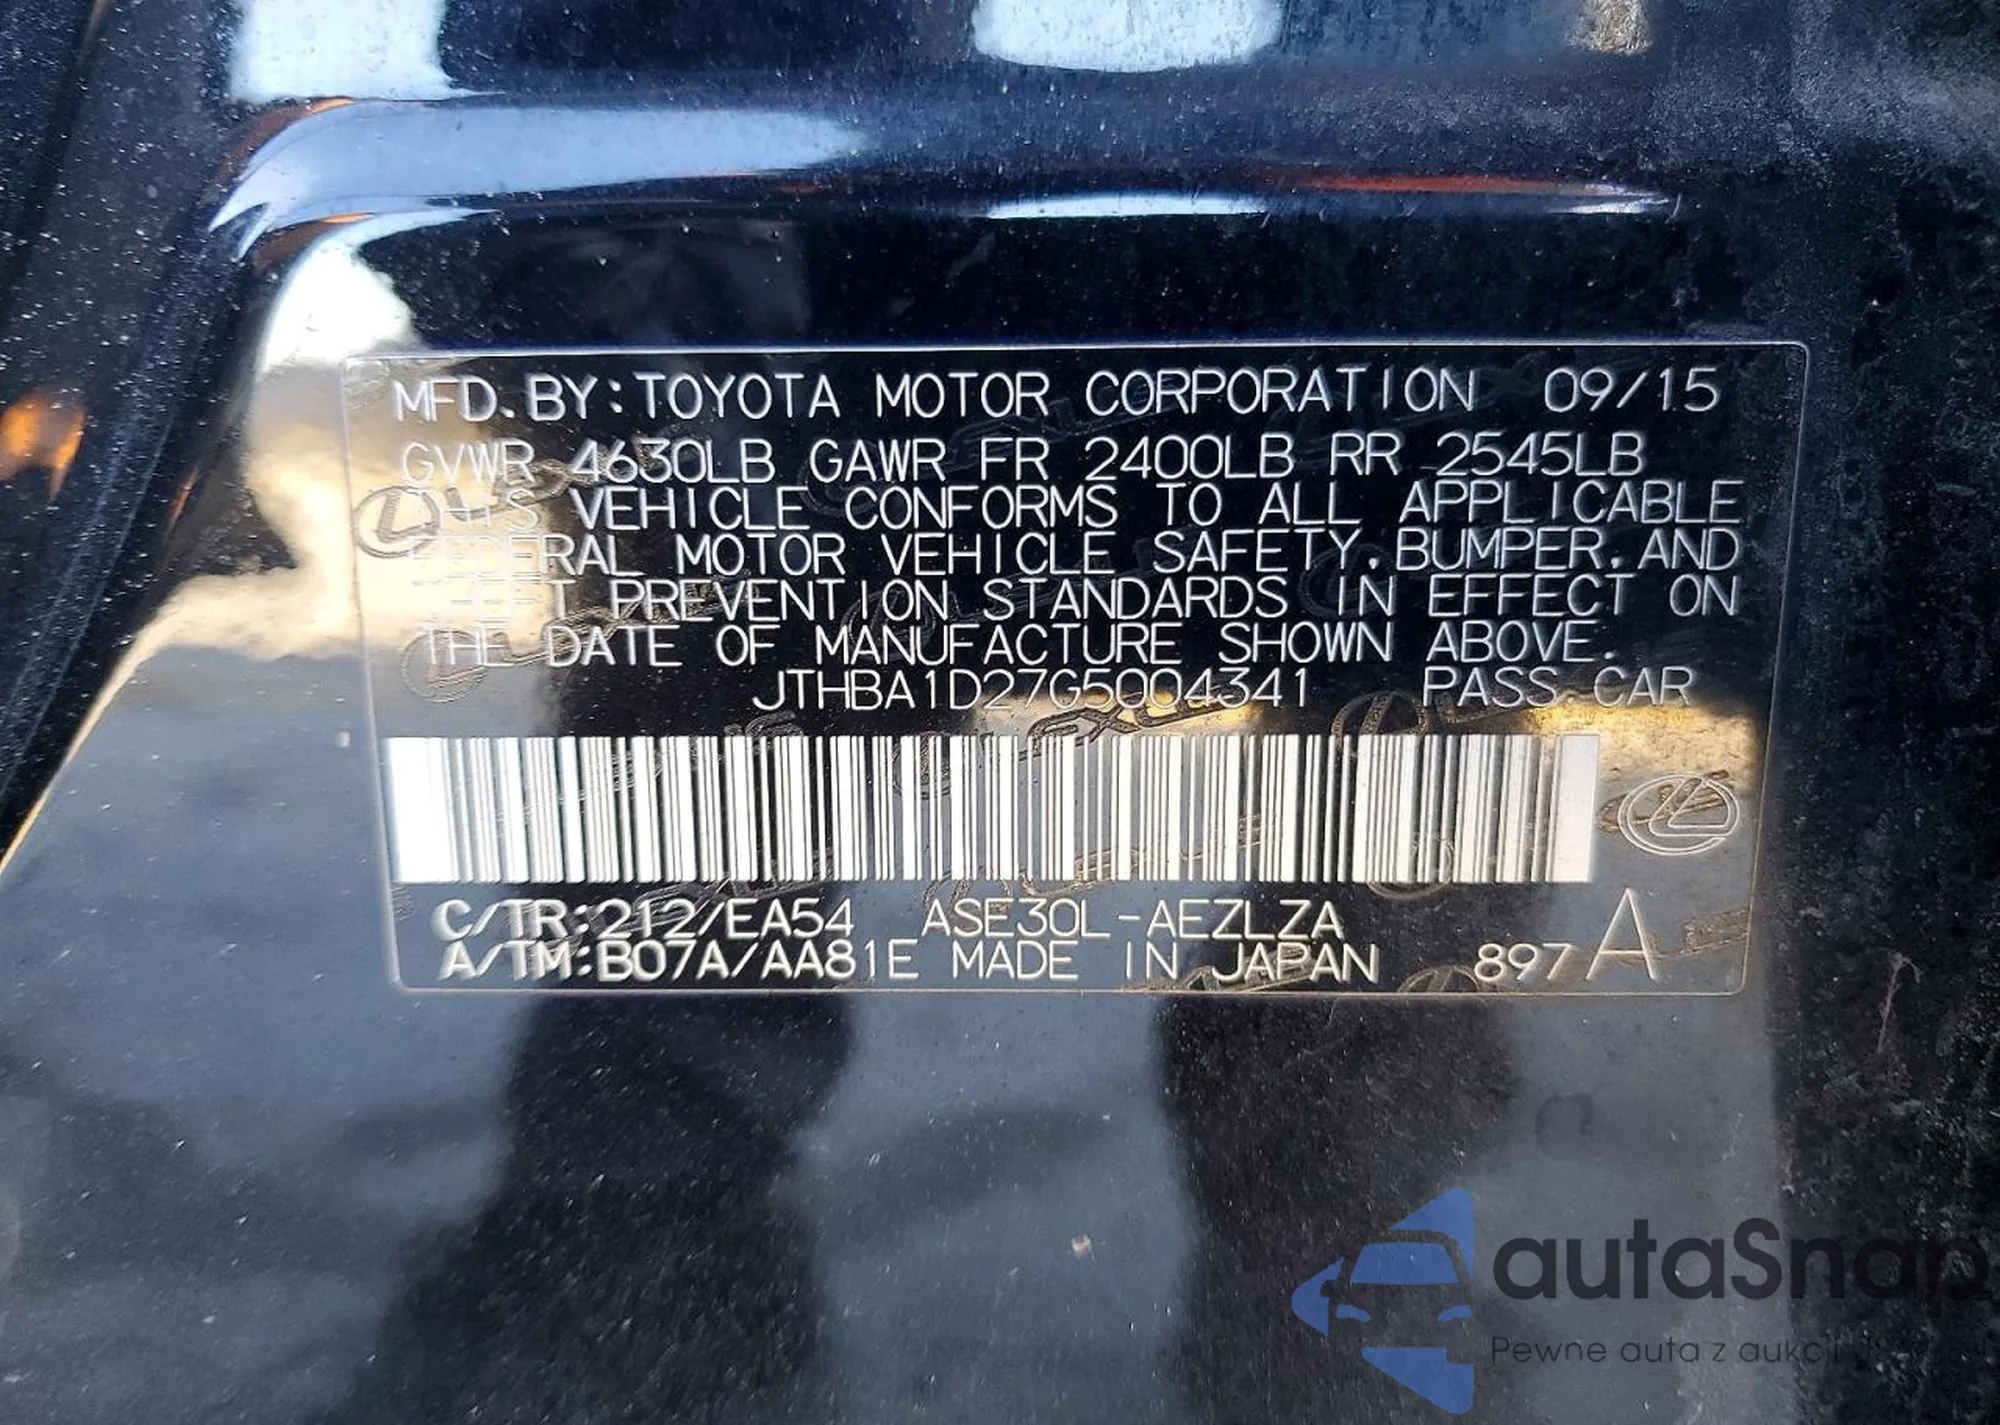 MFD. BY: TOYOTA MOTOR CORPORATION 09/15
GVWR 4630LB GAWR FR 2400LB RR 2545LB
THIS VEHICLE CONFORMS TO ALL APPLICABLE
FEDERAL MOTOR VEHICLE SAFETY. BUMPER. AND
THEFT PREVENTION STANDARDS IN EFFECT ON
THE DATE OF MANUFACTURE SHOWN ABOVE.
JTHBA1D27G5004341 PASS. CAR
C/TR:212/EA54 ASE30L-AEZLZA
A/TM:B07A/AA81E MADE IN JAPAN 897 A
autaSnap
Pewne auta z aukcji